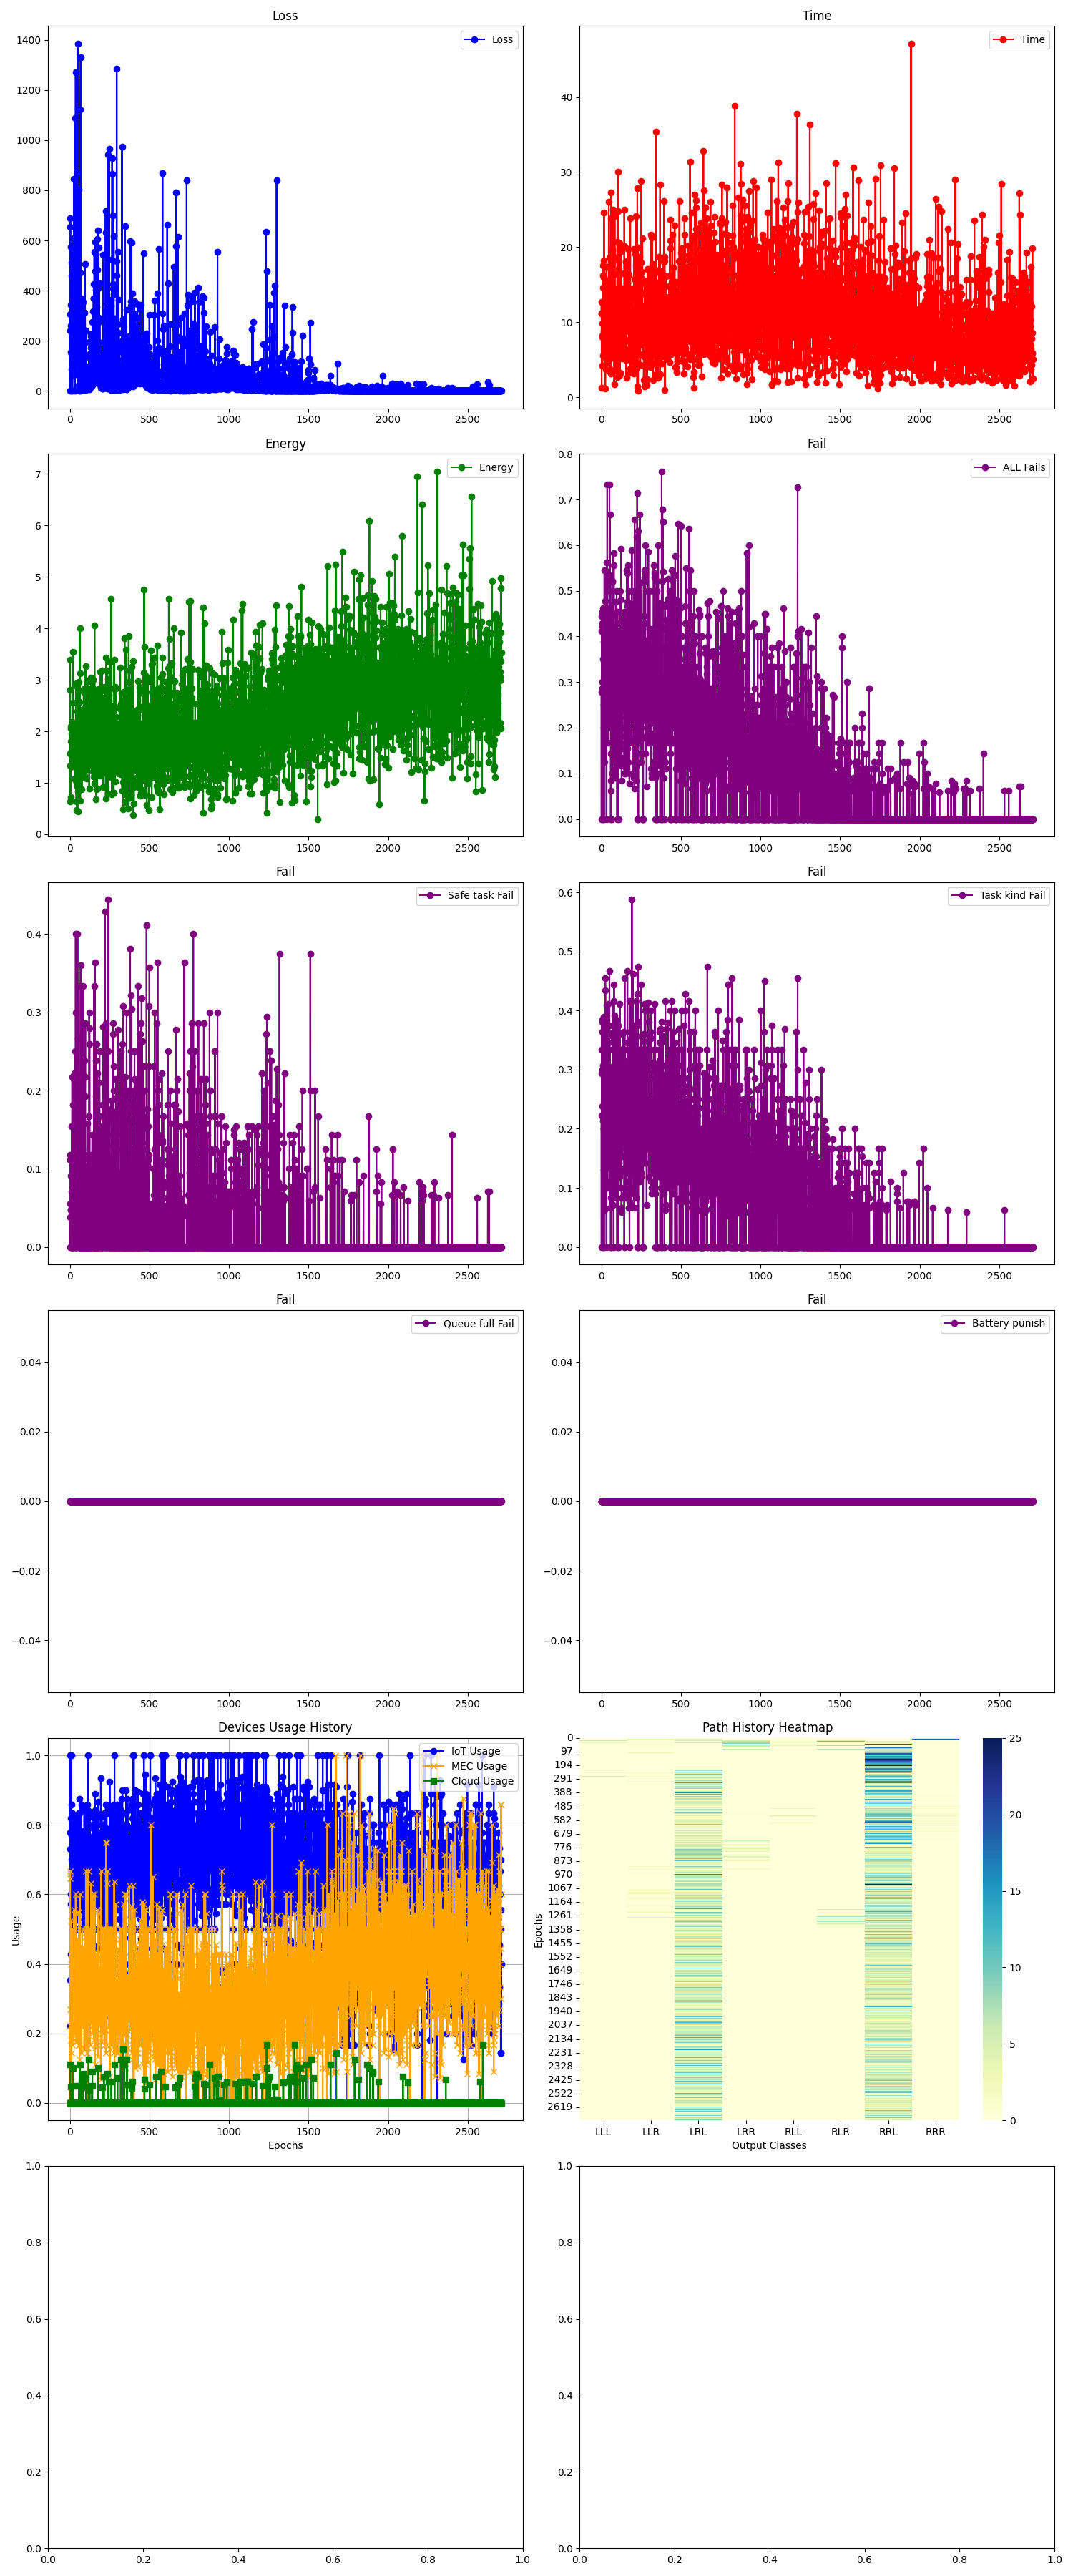 Loss
Loss
1400
1200
1000
800
600
400
200
0
0 500 1000 1500 2000 2500
Time
Time
40
30
20
10
0
0 500 1000 1500 2000 2500
Energy
Energy
7
6
5
4
3
2
1
0
0 500 1000 1500 2000 2500
Fail
ALL Fails
0.8
0.7
0.6
0.5
0.4
0.3
0.2
0.1
0.0
0 500 1000 1500 2000 2500
Fail
Safe task Fail
0.4
0.3
0.2
0.1
0.0
0 500 1000 1500 2000 2500
Fail
Task kind Fail
0.6
0.5
0.4
0.3
0.2
0.1
0.0
0 500 1000 1500 2000 2500
Fail
Queue full Fail
0.04
0.02
0.00
−0.02
−0.04
0 500 1000 1500 2000 2500
Fail
Battery punish
0.04
0.02
0.00
−0.02
−0.04
0 500 1000 1500 2000 2500
Devices Usage History
IoT Usage
MEC Usage
Cloud Usage
Usage
1.0
0.8
0.6
0.4
0.2
0.0
0 500 1000 1500 2000 2500
Epochs
Path History Heatmap
Epochs
0
97
194
291
388
485
582
679
776
873
970
1067
1164
1261
1358
1455
1552
1649
1746
1843
1940
2037
2134
2231
2328
2425
2522
2619
LLL LLR LRL LRR RLL RLR RRL RRR
Output Classes
25
20
15
10
5
0
1.0
0.8
0.6
0.4
0.2
0.0
0.0 0.2 0.4 0.6 0.8 1.0
1.0
0.8
0.6
0.4
0.2
0.0
0.0 0.2 0.4 0.6 0.8 1.0